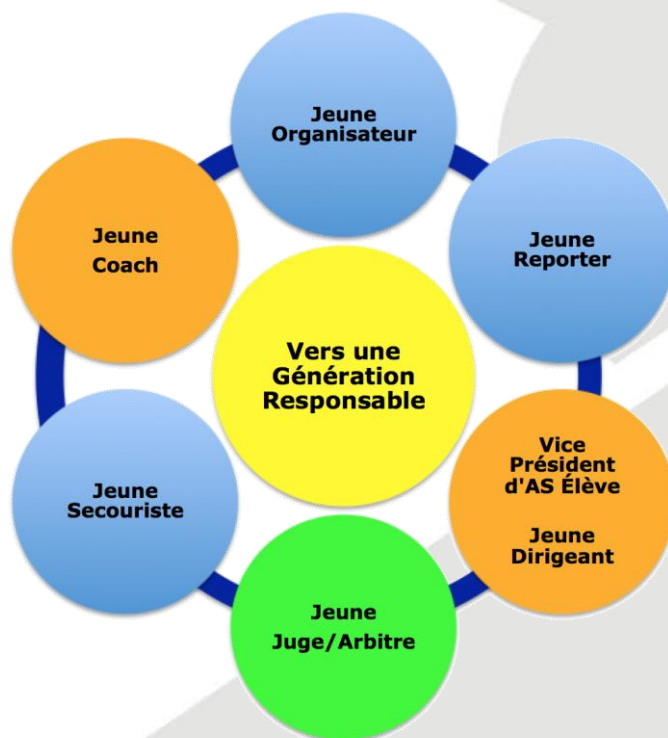 Jeune
Organisateur
Jeune
Reporter
Vice
Président
d'AS Élève
Jeune
Dirigeant
Jeune
Juge/Arbitre
Jeune
Secouriste
Jeune
Coach
Vers une
Génération
Responsable